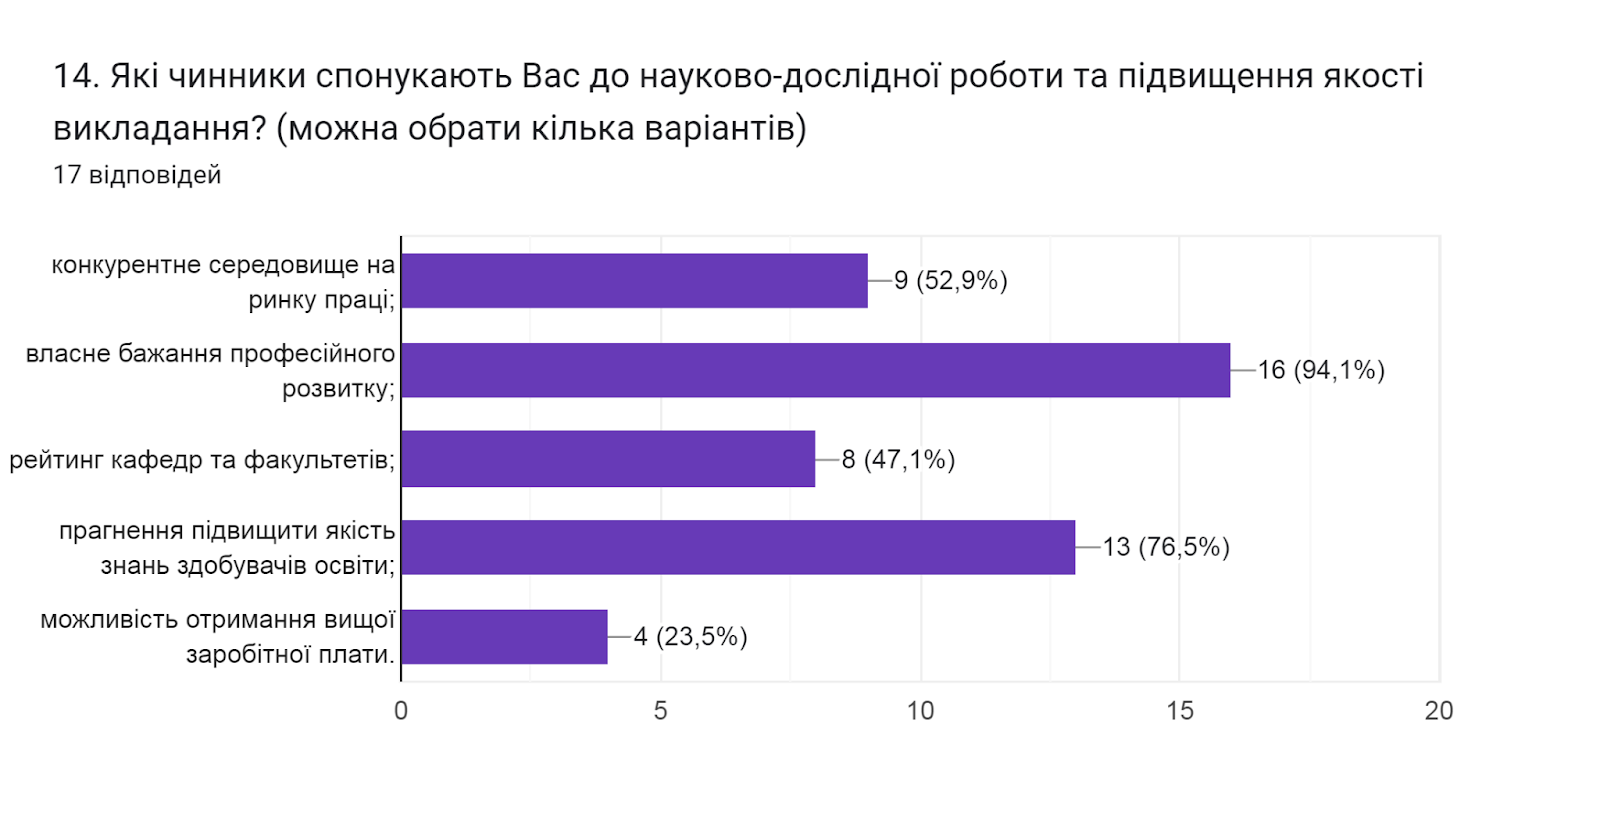 14. Які чинники спонукають Вас до науково-дослідної роботи та підвищення якості
викладання? (можна обрати кілька варіантів)
17 відповідей
конкурентне середовище на
ринку праці;
9 (52,9%)
власне бажання професійного
розвитку;
16 (94,1%)
рейтинг кафедр та факультетів;
8 (47,1%)
прагнення підвищити якість
знань здобувачів освіти;
13 (76,5%)
можливість отримання вищої
заробітної плати.
4 (23,5%)
0 5 10 15 20